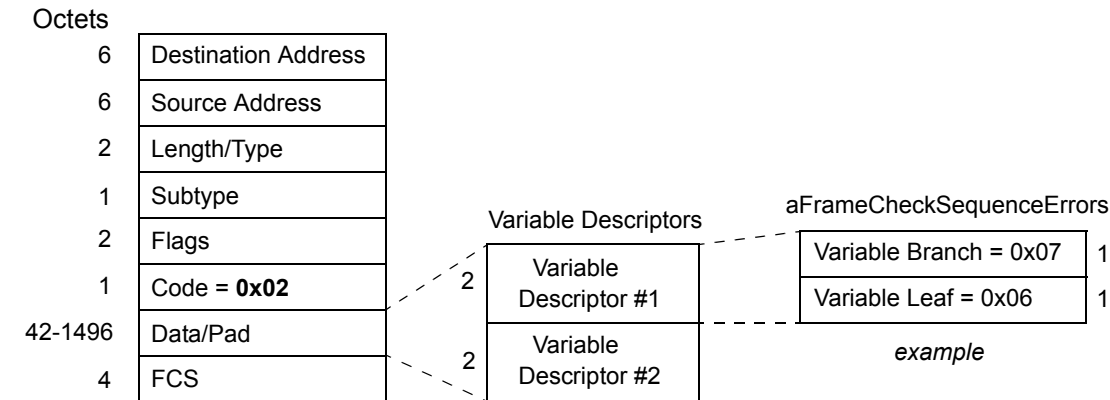 Octets
6 Destination Address
6 Source Address
2 Length/Type
1 Subtype
2 Flags
1 Code = 0x02
42-1496 Data/Pad
4 FCS
Variable Descriptors
2 Variable
Descriptor #1
2 Variable
Descriptor #2
aFrameCheckSequenceErrors
Variable Branch = 0x07 1
Variable Leaf = 0x06 1
example